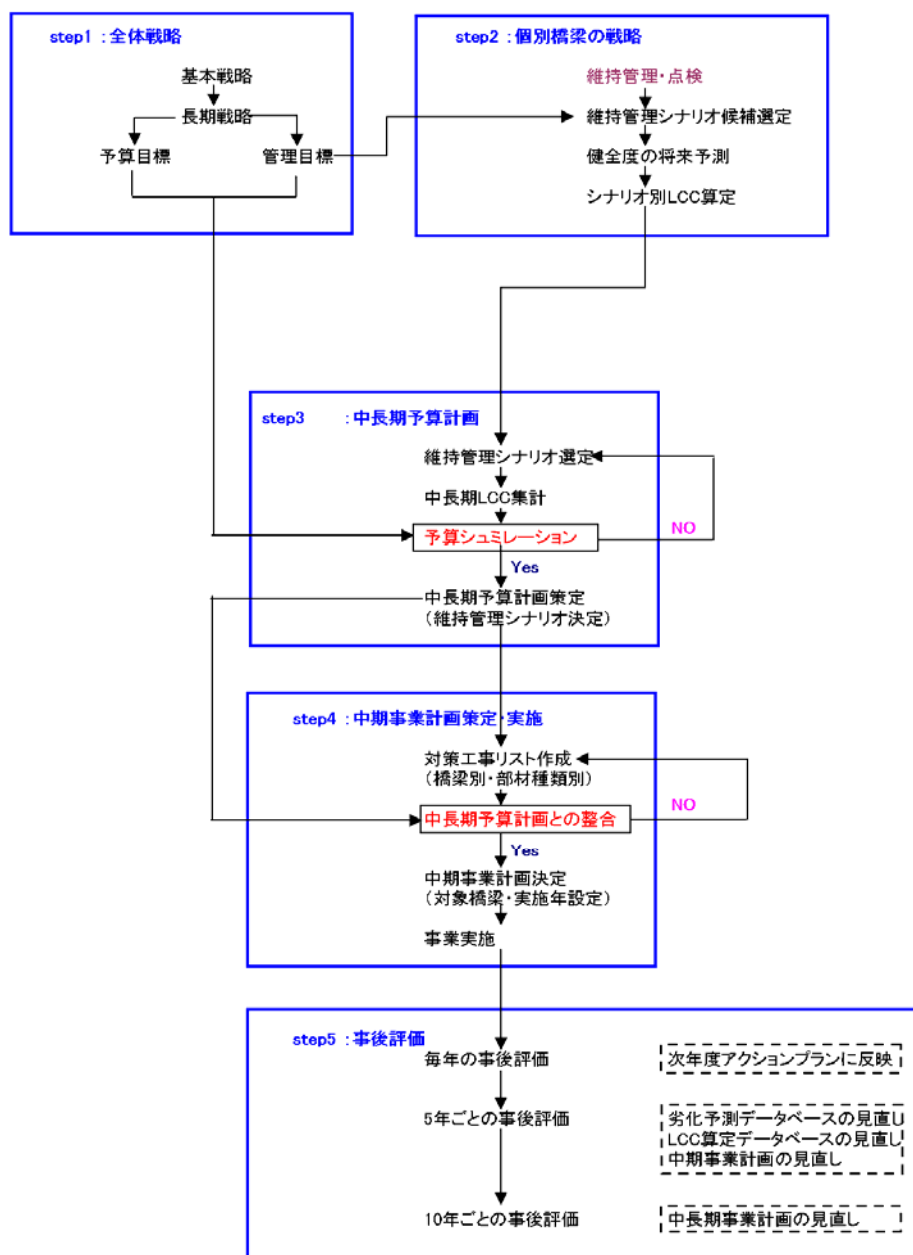 step1：全体戦略
基本戦略
長期戦略
予算目標
管理目標
step2：個別橋梁の戦略
維持管理・点検
維持管理シナリオ候補選定
健全度の将来予測
シナリオ別LCC算定
step3　　：中長期予算計画
維持管理シナリオ選定
中長期LCC集計
予算シュミレーション
NO
Yes
中長期予算計画策定
（維持管理シナリオ決定）
step4：中期事業計画策定・実施
対策工事リスト作成
（橋梁別・部材種類別）
NO
中長期予算計画との整合
Yes
中期事業計画決定
（対象橋梁・実施年設定）
事業実施
step5：事後評価
毎年の事後評価
次年度アクションプランに反映
5年ごとの事後評価
劣化予測データベースの見直し
LCC算定データベースの見直し
中期事業計画の見直し
10年ごとの事後評価
中長期事業計画の見直し